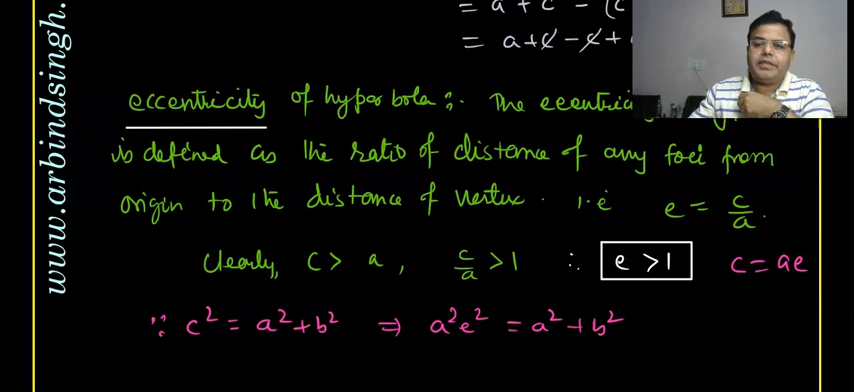 www.arbindsingh.
= a + c - (c
= a + c - c +
eccentricity of hyperbola :- The eccentric
is defined as the ratio of distance of any foci from
origin to the distance of vertex. i.e e = c/a.
Clearly, c > a, c/a > 1 ∴ e > 1 c = ae
∵ c² = a² + b² ⇒ a²e² = a² + b²